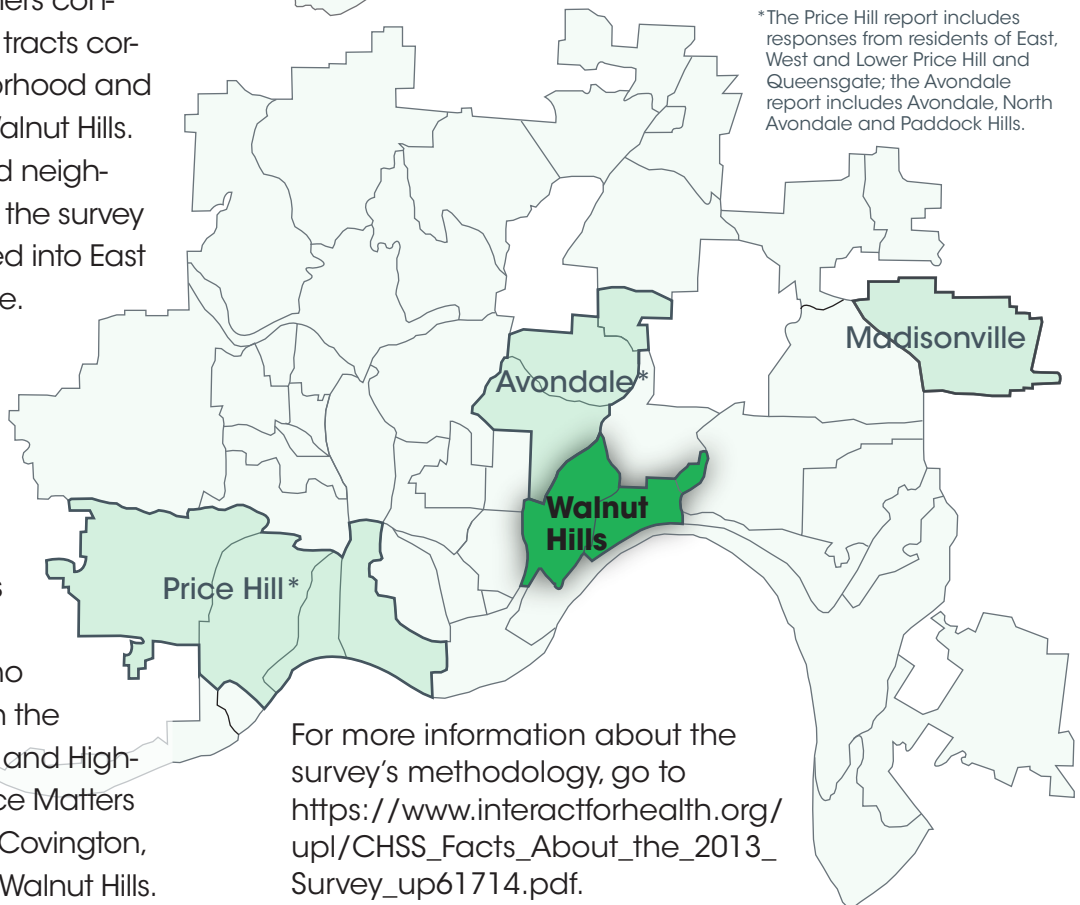 tracts cor-
orhood and
Walnut Hills.
d neigh-
the survey
ed into East
e.
s
no
n the
and High-
ce Matters
Covington,
Walnut Hills.
*The Price Hill report includes
responses from residents of East,
West and Lower Price Hill and
Queensgate; the Avondale
report includes Avondale, North
Avondale and Paddock Hills.
Madisonville
Avondale*
Walnut
Hills
Price Hill*
For more information about the
survey's methodology, go to
https://www.interactforhealth.org/
upl/CHSS_Facts_About_the_2013_
Survey_up61714.pdf.